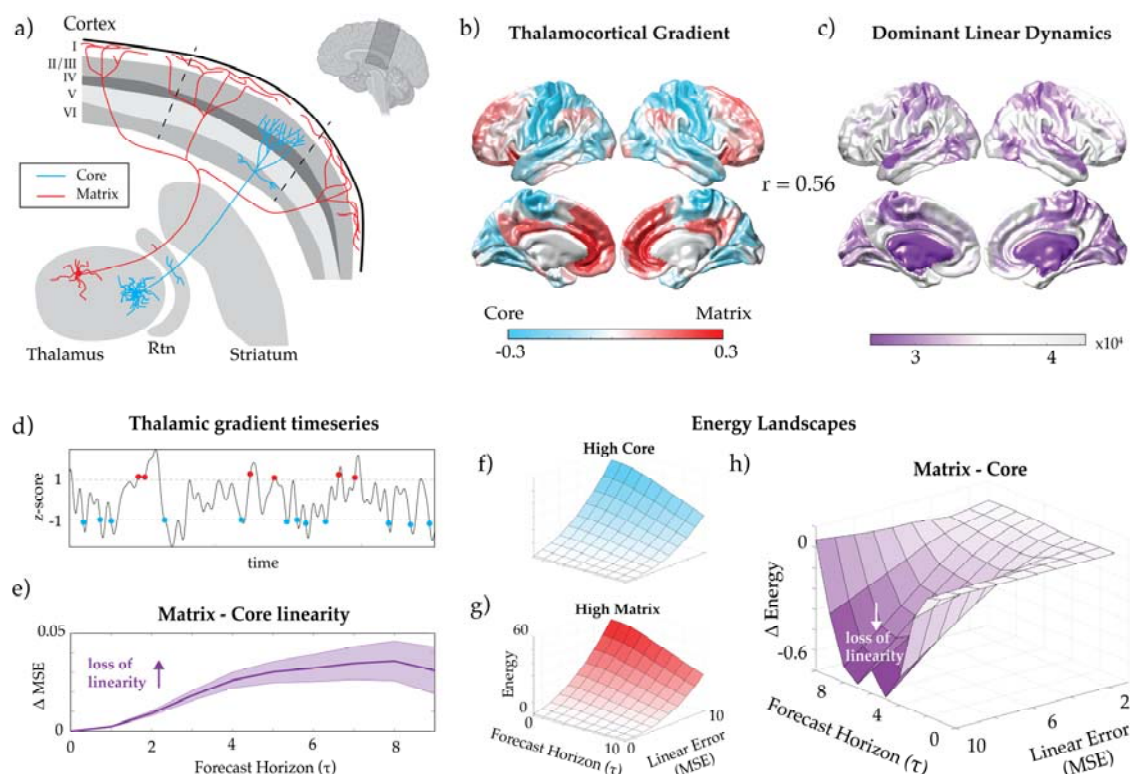 a)
Cortex
I
II/III
IV
V
VI
Core
Matrix
Thalamus
Rtn
Striatum
b)
Thalamocortical Gradient
r = 0.56
Core
Matrix
-0.3
0.3
c)
Dominant Linear Dynamics
3
4
x10⁴
d)
Thalamic gradient timeseries
z-score
1
-1
time
e)
Matrix - Core linearity
0.05
loss of
linearity
Δ MSE
0
0
2
4
6
8
Forecast Horizon (τ)
Energy Landscapes
f)
High Core
g)
High Matrix
60
Energy
0
0
Forecast Horizon (τ)
10
0
10
Linear Error
(MSE)
h)
Matrix - Core
0
Δ Energy
-0.6
loss of
linearity
8
4
0
Forecast Horizon (τ)
10
6
2
Linear Error
(MSE)